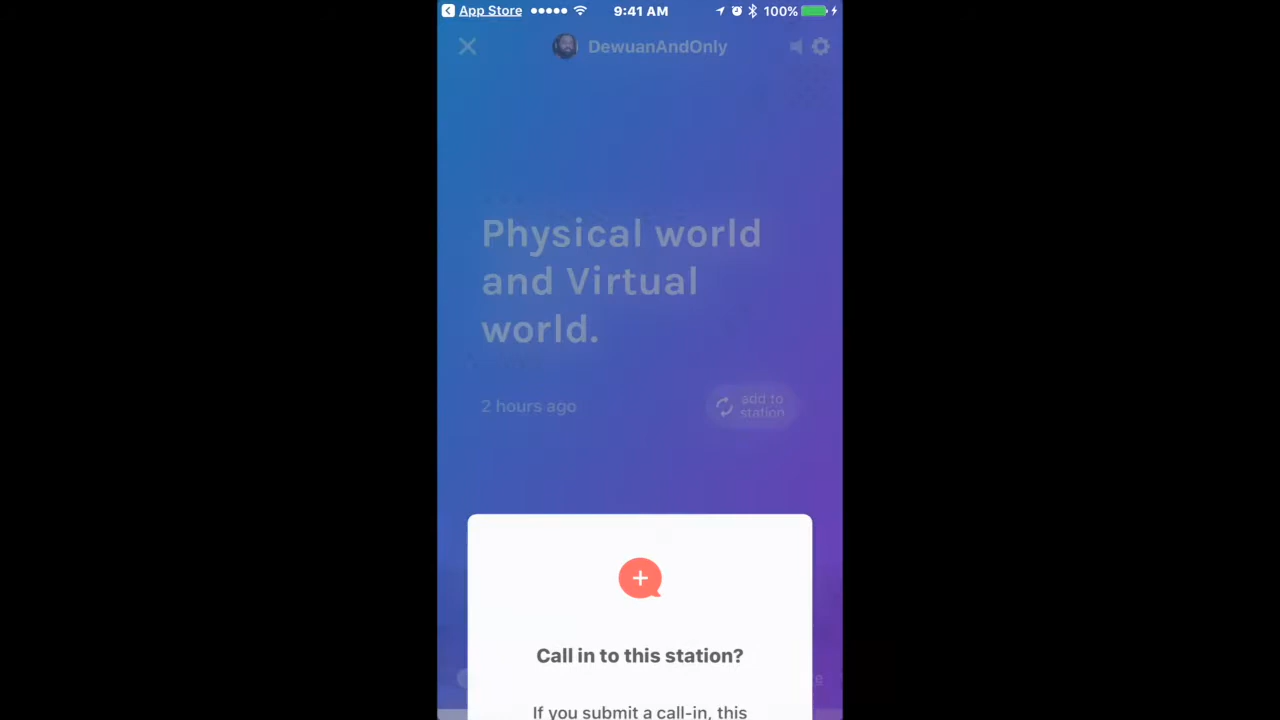 App Store 9:41 AM 100%
DewuanAndOnly
Physical world
and Virtual
world.
2 hours ago
add to
station
Call in to this station?
If you submit a call-in, this